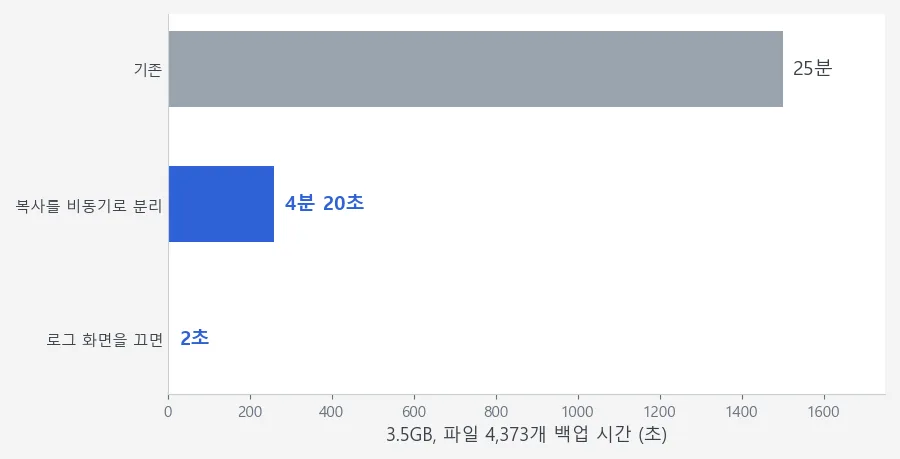 기존
25분
복사를 비동기로 분리
4분 20초
로그 화면을 끄면
2초
0 200 400 600 800 1000 1200 1400 1600
3.5GB, 파일 4,373개 백업 시간 (초)